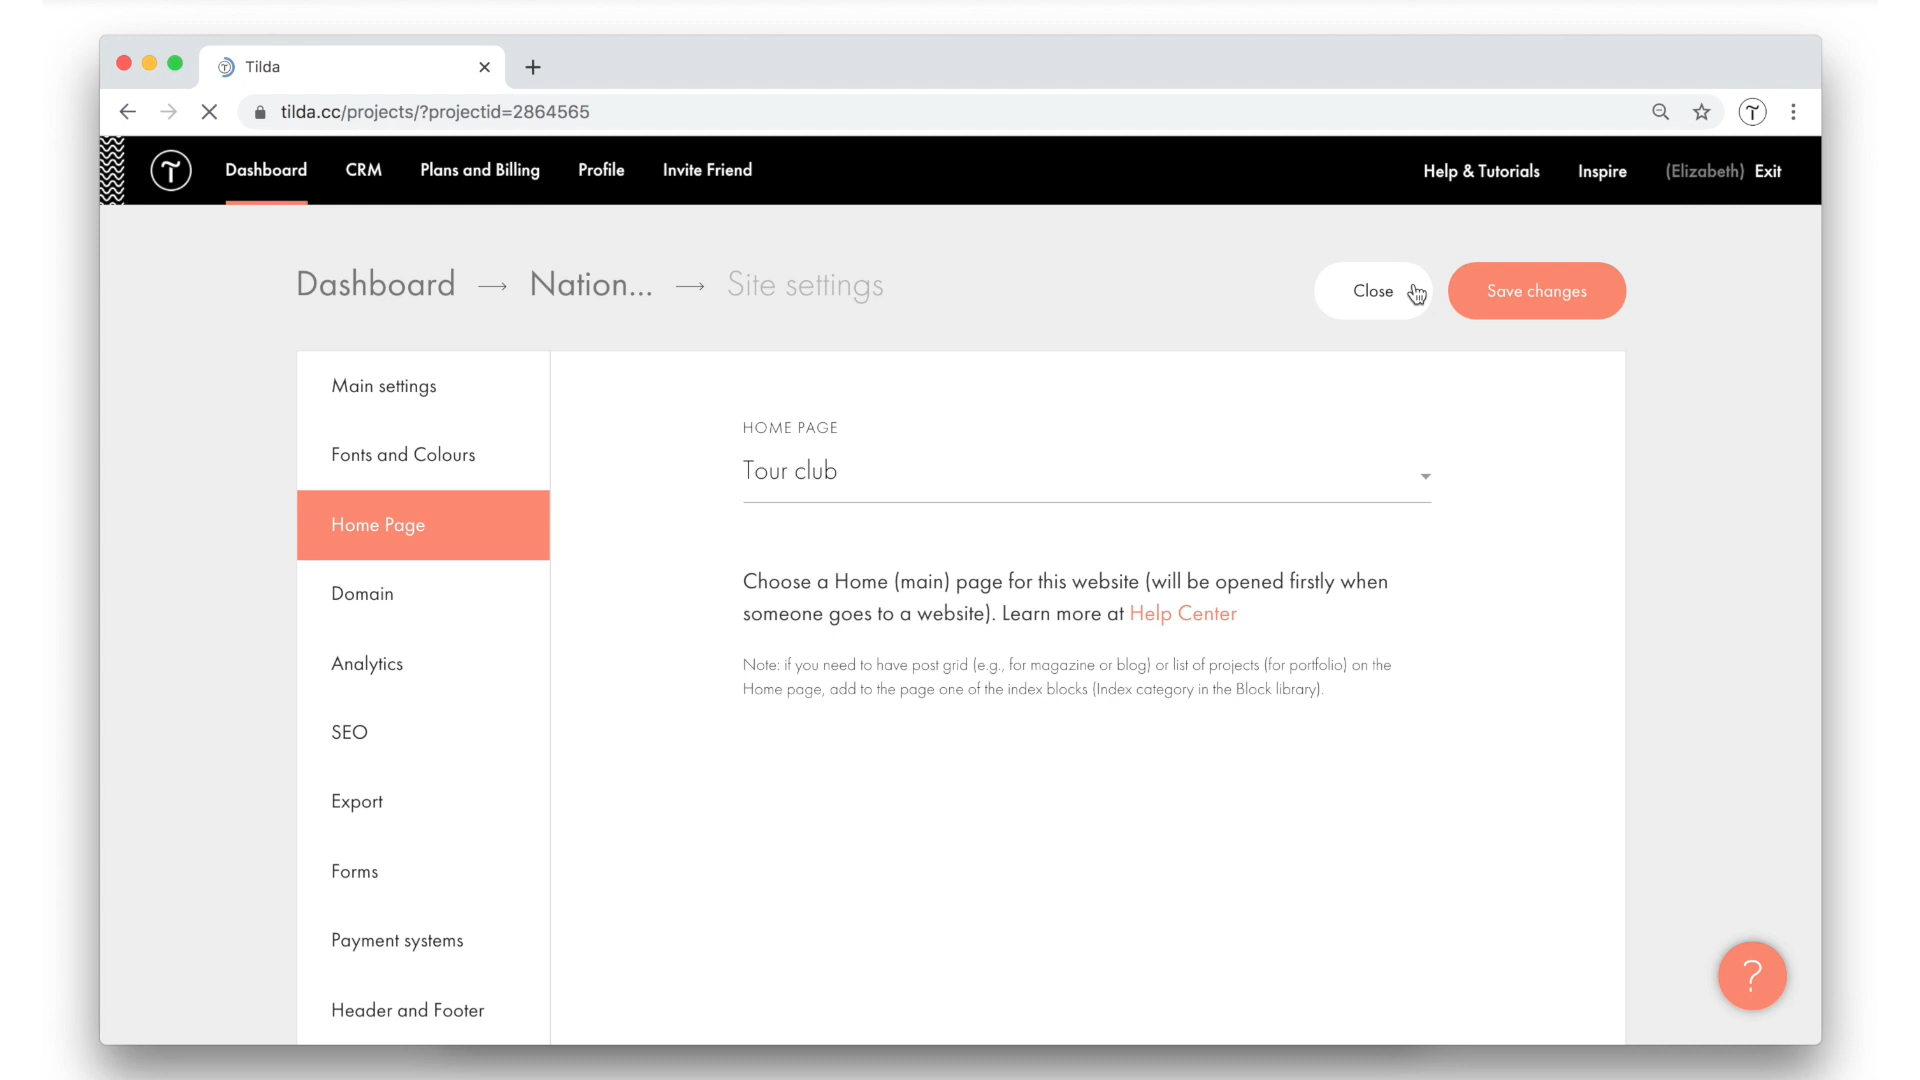 Tilda
tilda.cc/projects/?projectid=2864565
Dashboard CRM Plans and Billing Profile Invite Friend Help & Tutorials Inspire (Elizabeth) Exit
Dashboard → Nation... → Site settings
Close Save changes
Main settings
Fonts and Colours
Home Page
Domain
Analytics
SEO
Export
Forms
Payment systems
Header and Footer
HOME PAGE
Tour club
Choose a Home (main) page for this website (will be opened firstly when
someone goes to a website). Learn more at Help Center
Note: if you need to have post grid (e.g., for magazine or blog) or list of projects (for portfolio) on the
Home page, add to the page one of the index blocks (Index category in the Block library).
?